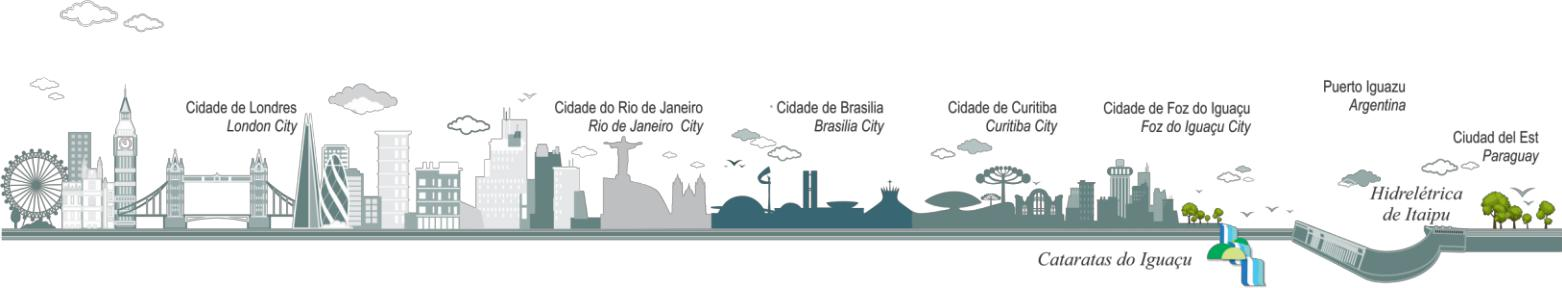 Cidade de Londres
London City
Cidade do Rio de Janeiro
Rio de Janeiro City
Cidade de Brasilia
Brasilia City
Cidade de Curitiba
Curitiba City
Cidade de Foz do Iguaçu
Foz do Iguaçu City
Puerto Iguazu
Argentina
Ciudad del Est
Paraguay
Hidrelétrica
de Itaipu
Cataratas do Iguaçu